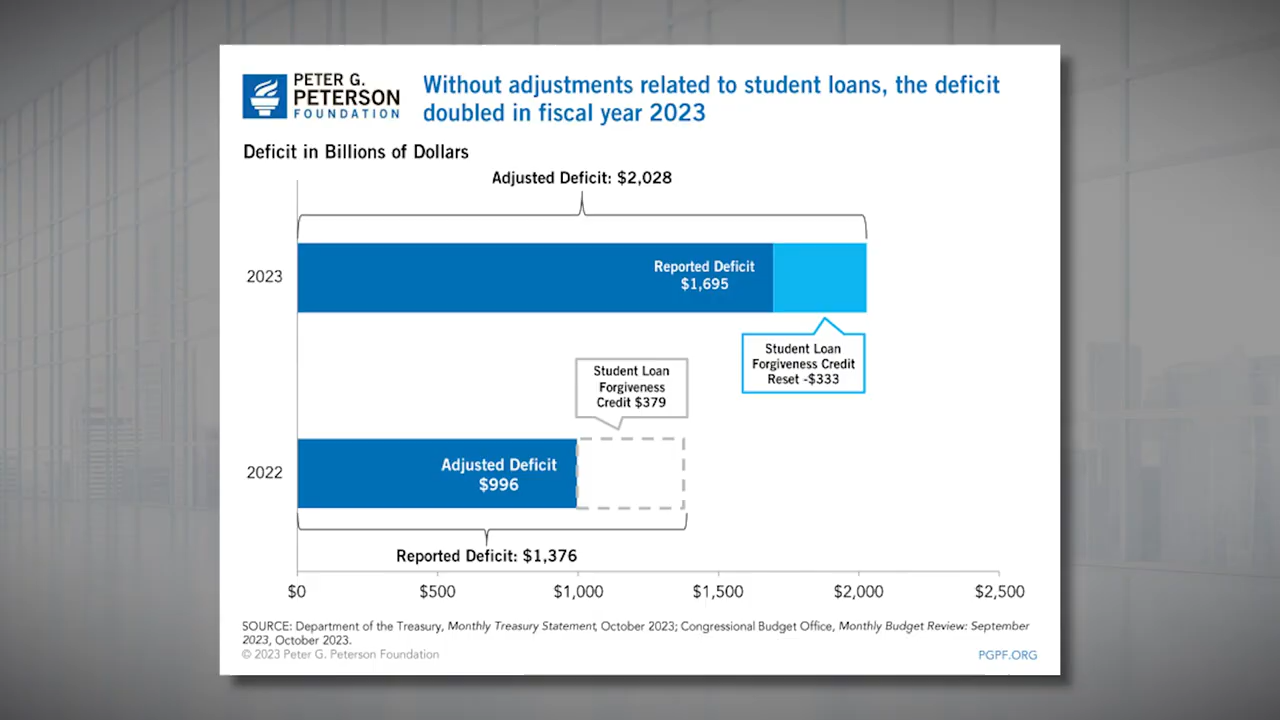 PETER G.
PETERSON
FOUNDATION
Without adjustments related to student loans, the deficit
doubled in fiscal year 2023
Deficit in Billions of Dollars
Adjusted Deficit: $2,028
2023
Reported Deficit
$1,695
Student Loan
Forgiveness Credit
Reset -$333
Student Loan
Forgiveness
Credit $379
2022
Adjusted Deficit
$996
Reported Deficit: $1,376
$0 $500 $1,000 $1,500 $2,000 $2,500
SOURCE: Department of the Treasury, Monthly Treasury Statement, October 2023; Congressional Budget Office, Monthly Budget Review: September
2023, October 2023.
© 2023 Peter G. Peterson Foundation
PGPF.ORG